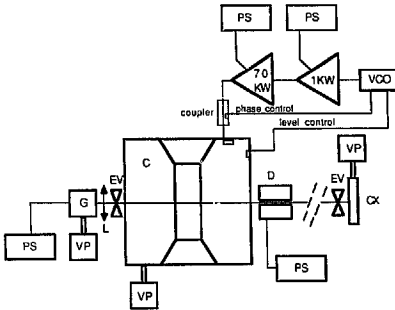 PS
PS
70
KW
1KW
VCO
coupler
phase control
level control
VP
C
EV
D
EV
G
L
CX
PS
VP
PS
VP